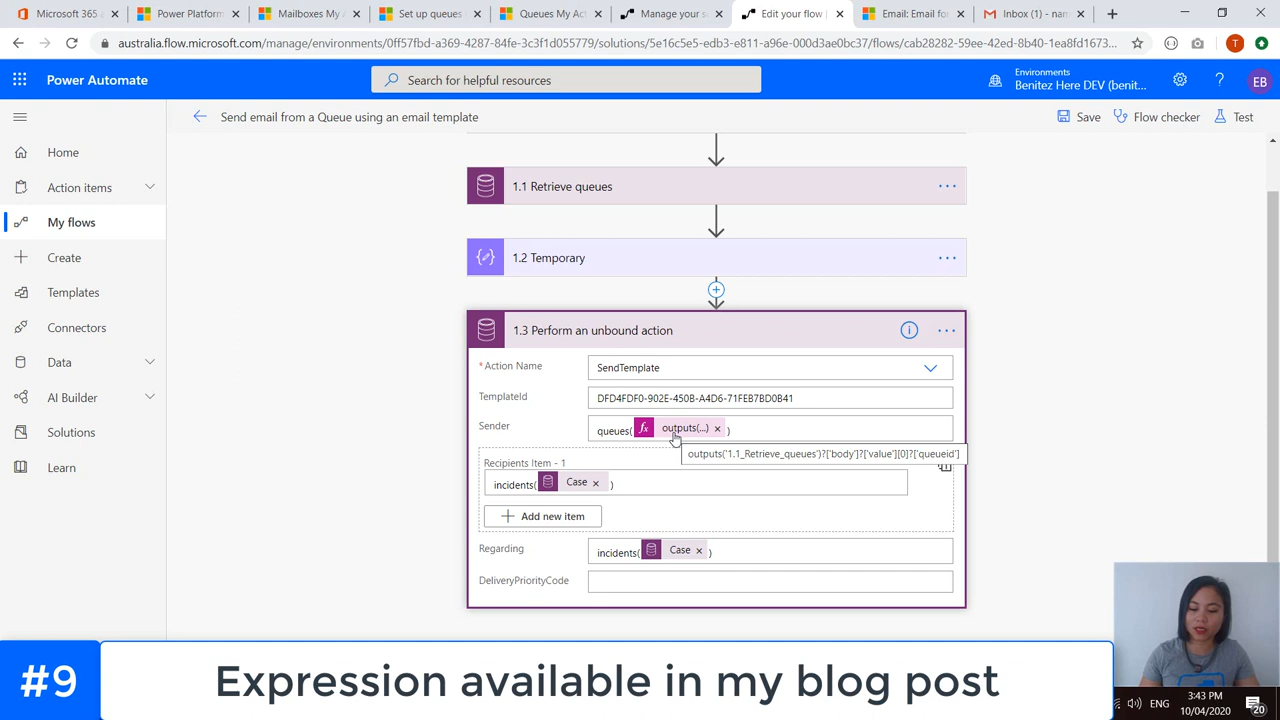 Microsoft 365 a
Power Platform
Mailboxes My A
Set up queues
Queues My Am
Manage your su
Edit your flow |
Email: Email for
Inbox (1) - nam
australia.flow.microsoft.com/manage/environments/0ff57fbd-a369-4287-84fe-3c3f1d055779/solutions/5e16c5e5-edb3-e811-a96e-000d3ae0bc37/flows/cab28282-59ee-42ed-8b40-1ea8fd1673...
T
Power Automate
Search for helpful resources
Environments
Benitez Here DEV (benit...
?
EB
Send email from a Queue using an email template
Save
Flow checker
Test
Home
Action items
My flows
Create
Templates
Connectors
Data
AI Builder
Solutions
Learn
1.1 Retrieve queues
1.2 Temporary
1.3 Perform an unbound action
* Action Name
SendTemplate
TemplateId
DFD4FDF0-902E-450B-A4D6-71FEB7BD0B41
Sender
queues( fx outputs(...) × )
outputs('1.1_Retrieve_queues')?['body']?['value'][0]?['queueid']
Recipients Item - 1
incidents( Case × )
Add new item
Regarding
incidents( Case × )
DeliveryPriorityCode
#9
Expression available in my blog post
ENG
3:43 PM
10/04/2020
20